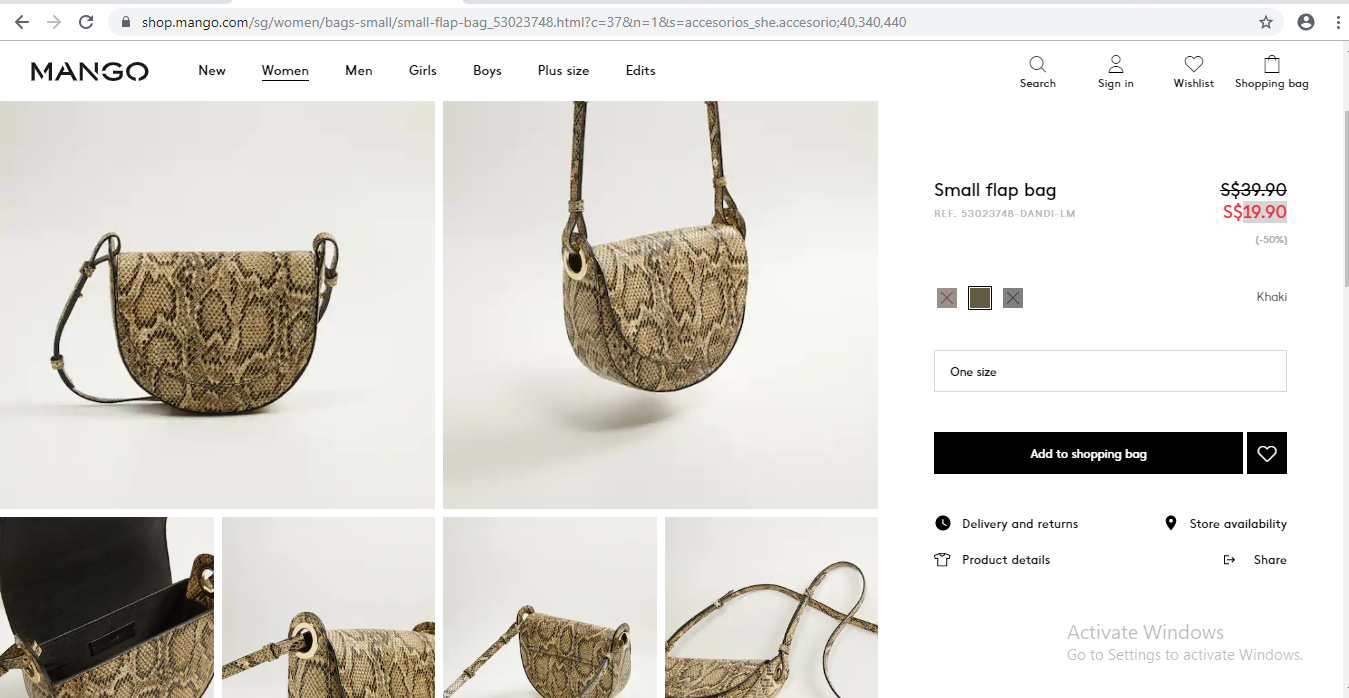 shop.mango.com/sg/women/bags-small/small-flap-bag_53023748.html?c=37&n=1&s=accesorios_she.accesorio;40,340,440
MANGO
New
Women
Men
Girls
Boys
Plus size
Edits
Search
Sign in
Wishlist
Shopping bag
Small flap bag
S$39.90
REF. 53023748-DANDI-LM
S$19.90
(-50%)
Khaki
One size
Add to shopping bag
Delivery and returns
Store availability
Product details
Share
Activate Windows
Go to Settings to activate Windows.